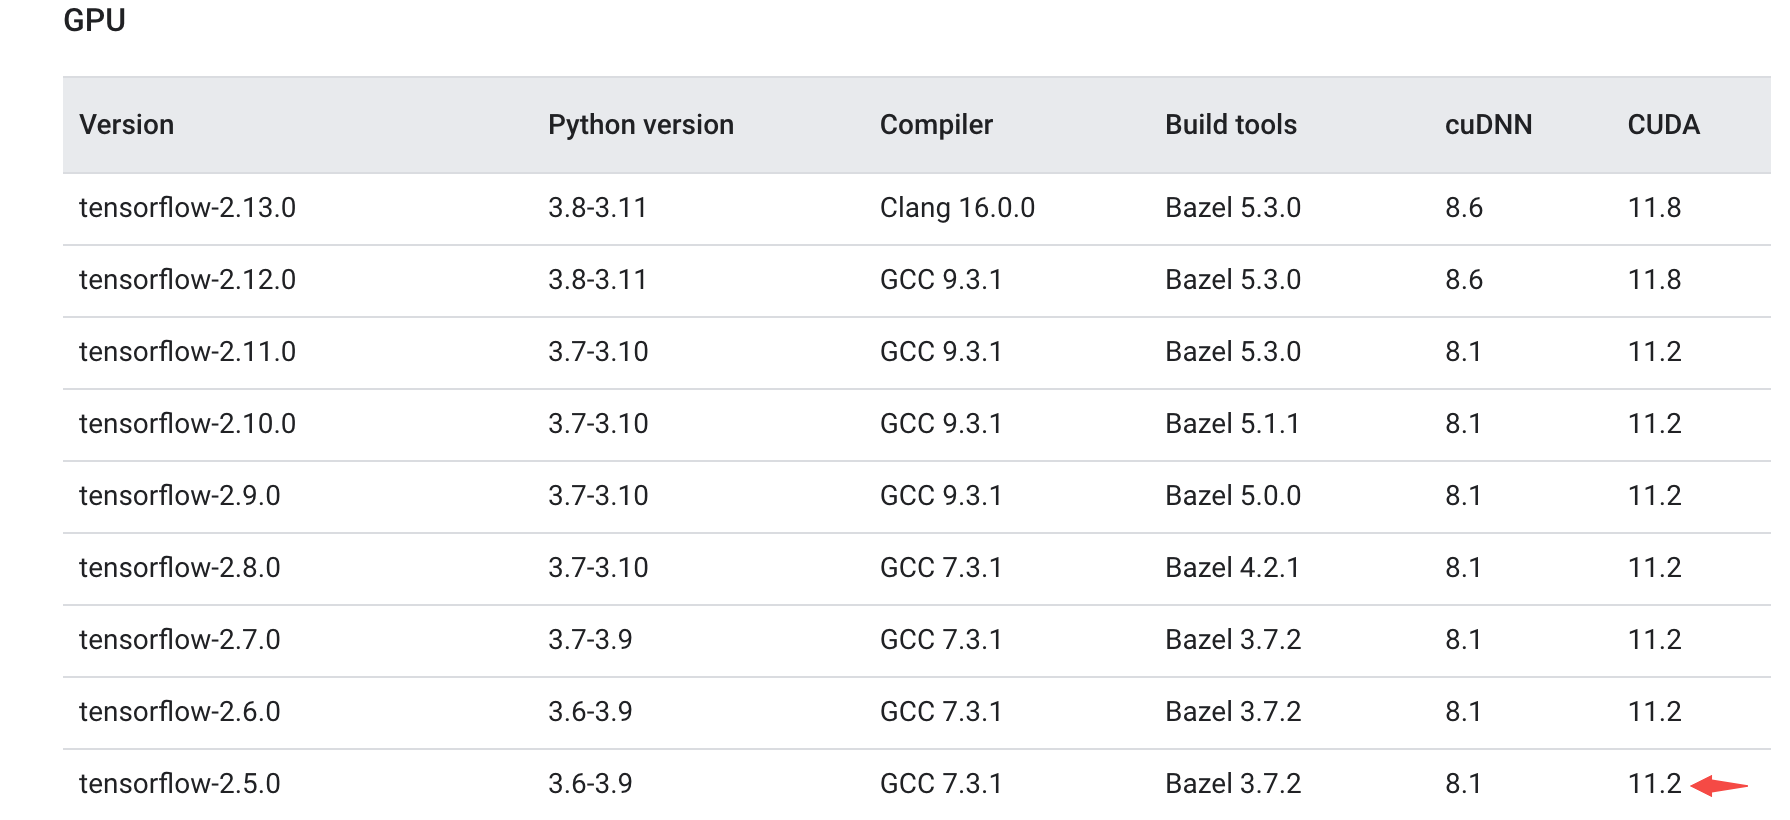 GPU
Version Python version Compiler Build tools cuDNN CUDA
tensorflow-2.13.0 3.8-3.11 Clang 16.0.0 Bazel 5.3.0 8.6 11.8
tensorflow-2.12.0 3.8-3.11 GCC 9.3.1 Bazel 5.3.0 8.6 11.8
tensorflow-2.11.0 3.7-3.10 GCC 9.3.1 Bazel 5.3.0 8.1 11.2
tensorflow-2.10.0 3.7-3.10 GCC 9.3.1 Bazel 5.1.1 8.1 11.2
tensorflow-2.9.0 3.7-3.10 GCC 9.3.1 Bazel 5.0.0 8.1 11.2
tensorflow-2.8.0 3.7-3.10 GCC 7.3.1 Bazel 4.2.1 8.1 11.2
tensorflow-2.7.0 3.7-3.9 GCC 7.3.1 Bazel 3.7.2 8.1 11.2
tensorflow-2.6.0 3.6-3.9 GCC 7.3.1 Bazel 3.7.2 8.1 11.2
tensorflow-2.5.0 3.6-3.9 GCC 7.3.1 Bazel 3.7.2 8.1 11.2